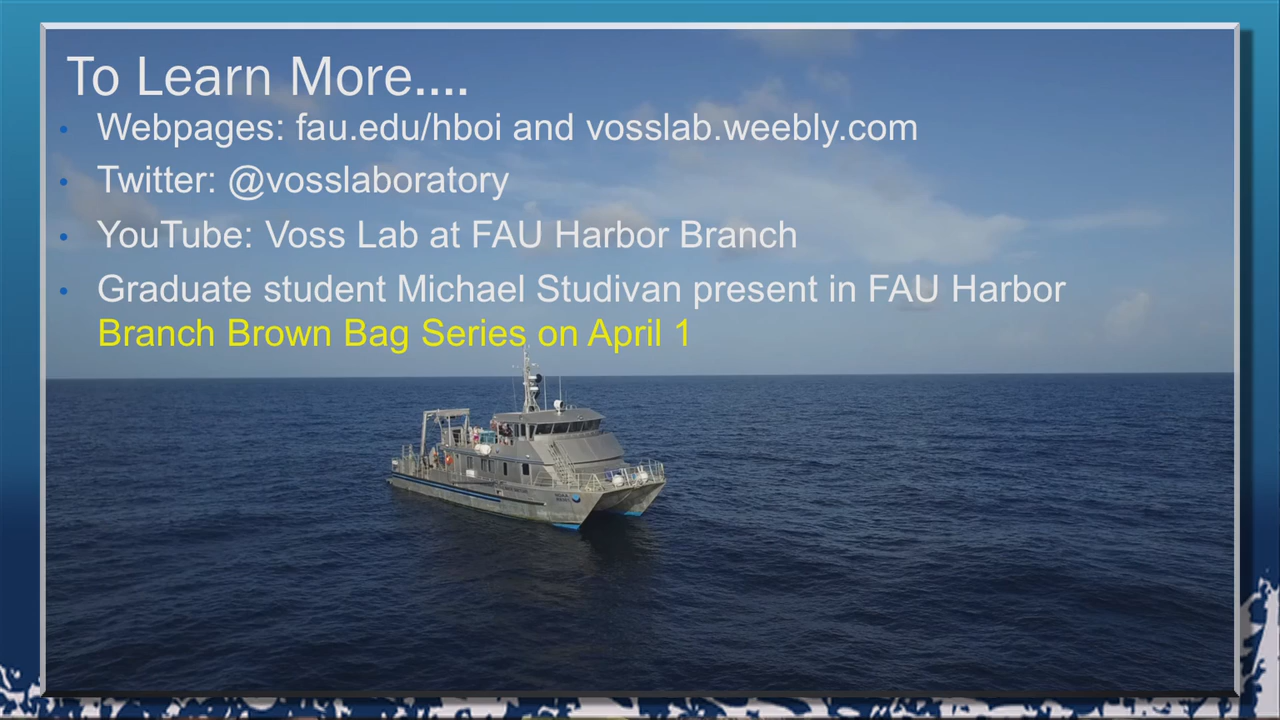 To Learn More....
• Webpages: fau.edu/hboi and vosslab.weebly.com
• Twitter: @vosslaboratory
• YouTube: Voss Lab at FAU Harbor Branch
• Graduate student Michael Studivan present in FAU Harbor
Branch Brown Bag Series on April 1